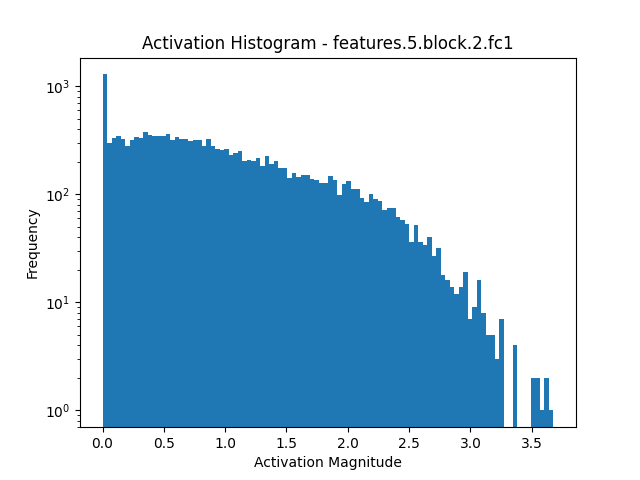 Activation Histogram - features.5.block.2.fc1
Frequency
10³
10²
10¹
10⁰
0.0 0.5 1.0 1.5 2.0 2.5 3.0 3.5
Activation Magnitude